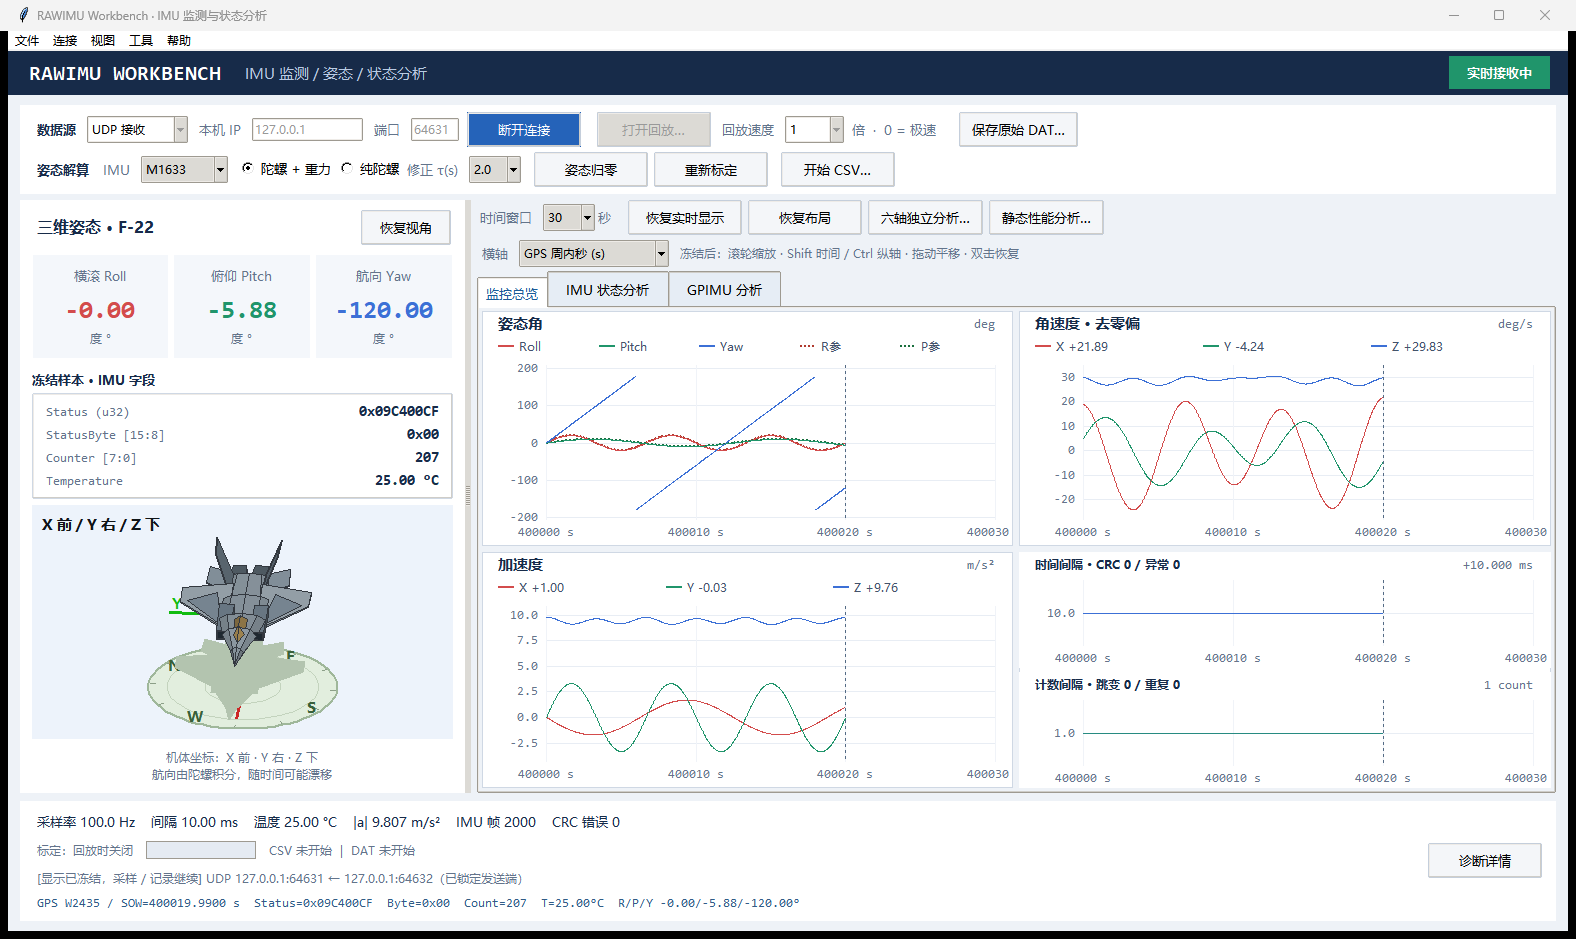 RAWIMU Workbench · IMU 监测与状态分析
文件 连接 视图 工具 帮助
RAWIMU WORKBENCH IMU 监测 / 姿态 / 状态分析 实时接收中
数据源 UDP 接收 本机 IP 127.0.0.1 端口 64631 断开连接 打开回放... 回放速度 1 倍 · 0 = 极速 保存原始 DAT...
姿态解算 IMU M1633 陀螺 + 重力 纯陀螺 修正 τ(s) 2.0 姿态归零 重新标定 开始 CSV...
三维姿态 • F-22 恢复视角
横滚 Roll 俯仰 Pitch 航向 Yaw
-0.00 -5.88 -120.00
度 ° 度 ° 度 °
冻结样本 • IMU 字段
Status (u32) 0x09C400CF
StatusByte [15:8] 0x00
Counter [7:0] 207
Temperature 25.00 °C
X 前 / Y 右 / Z 下
Y
N E
W S
机体坐标：X 前 · Y 右 · Z 下
航向由陀螺积分，随时间可能漂移
时间窗口 30 秒 恢复实时显示 恢复布局 六轴独立分析... 静态性能分析...
横轴 GPS 周内秒 (s) 冻结后：滚轮缩放 · Shift 时间 / Ctrl 纵轴 · 拖动平移 · 双击恢复
监控总览 IMU 状态分析 GPIMU 分析
姿态角 deg
Roll Pitch Yaw R参 P参
200
100
0
-100
-200
400000 s 400010 s 400020 s 400030
角速度 • 去零偏 deg/s
X +21.89 Y -4.24 Z +29.83
30
20
10
0
-10
-20
400000 s 400010 s 400020 s 400030
加速度 m/s²
X +1.00 Y -0.03 Z +9.76
10.0
7.5
5.0
2.5
0.0
-2.5
400000 s 400010 s 400020 s 400030
时间间隔 • CRC 0 / 异常 0 +10.000 ms
10.0
400000 s 400010 s 400020 s 400030
计数间隔 • 跳变 0 / 重复 0 1 count
1.0
400000 s 400010 s 400020 s 400030
采样率 100.0 Hz 间隔 10.00 ms 温度 25.00 °C |a| 9.807 m/s² IMU 帧 2000 CRC 错误 0
标定：回放时关闭 CSV 未开始 | DAT 未开始
诊断详情
[显示已冻结，采样 / 记录继续] UDP 127.0.0.1:64631 ← 127.0.0.1:64632（已锁定发送端）
GPS W2435 / SOW=400019.9900 s Status=0x09C400CF Byte=0x00 Count=207 T=25.00°C R/P/Y -0.00/-5.88/-120.00°